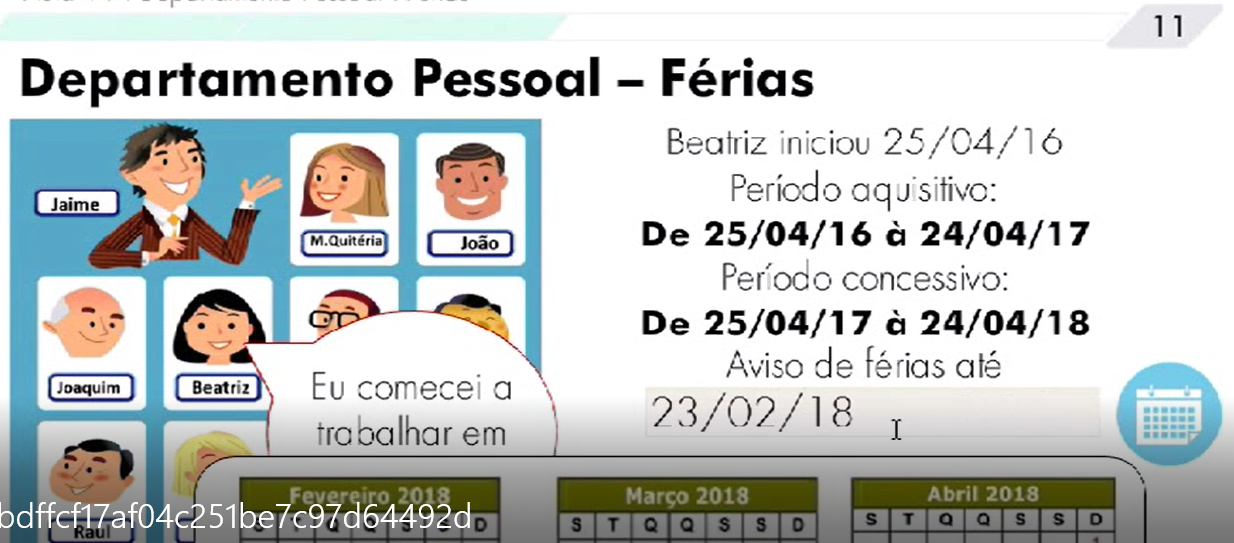 11
Departamento Pessoal – Férias
Jaime
M.Quitéria
João
Joaquim
Beatriz
Raul
Eu comecei a
trabalhar em
Beatriz iniciou 25/04/16
Período aquisitivo:
De 25/04/16 à 24/04/17
Período concessivo:
De 25/04/17 à 24/04/18
Aviso de férias até
23/02/18
Fevereiro 2018
S T Q Q S S D
Março 2018
S T Q Q S S D
Abril 2018
S T Q Q S S D
bdffcf17af04c251be7c97d64492d